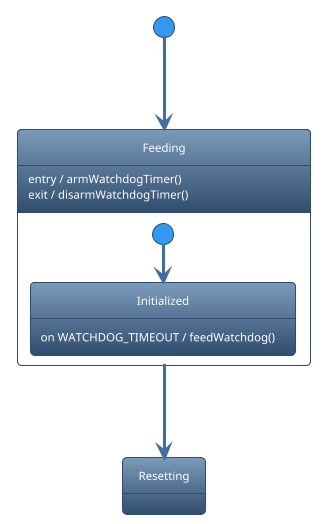 Feeding
entry / armWatchdogTimer()
exit / disarmWatchdogTimer()
Initialized
on WATCHDOG_TIMEOUT / feedWatchdog()
Resetting